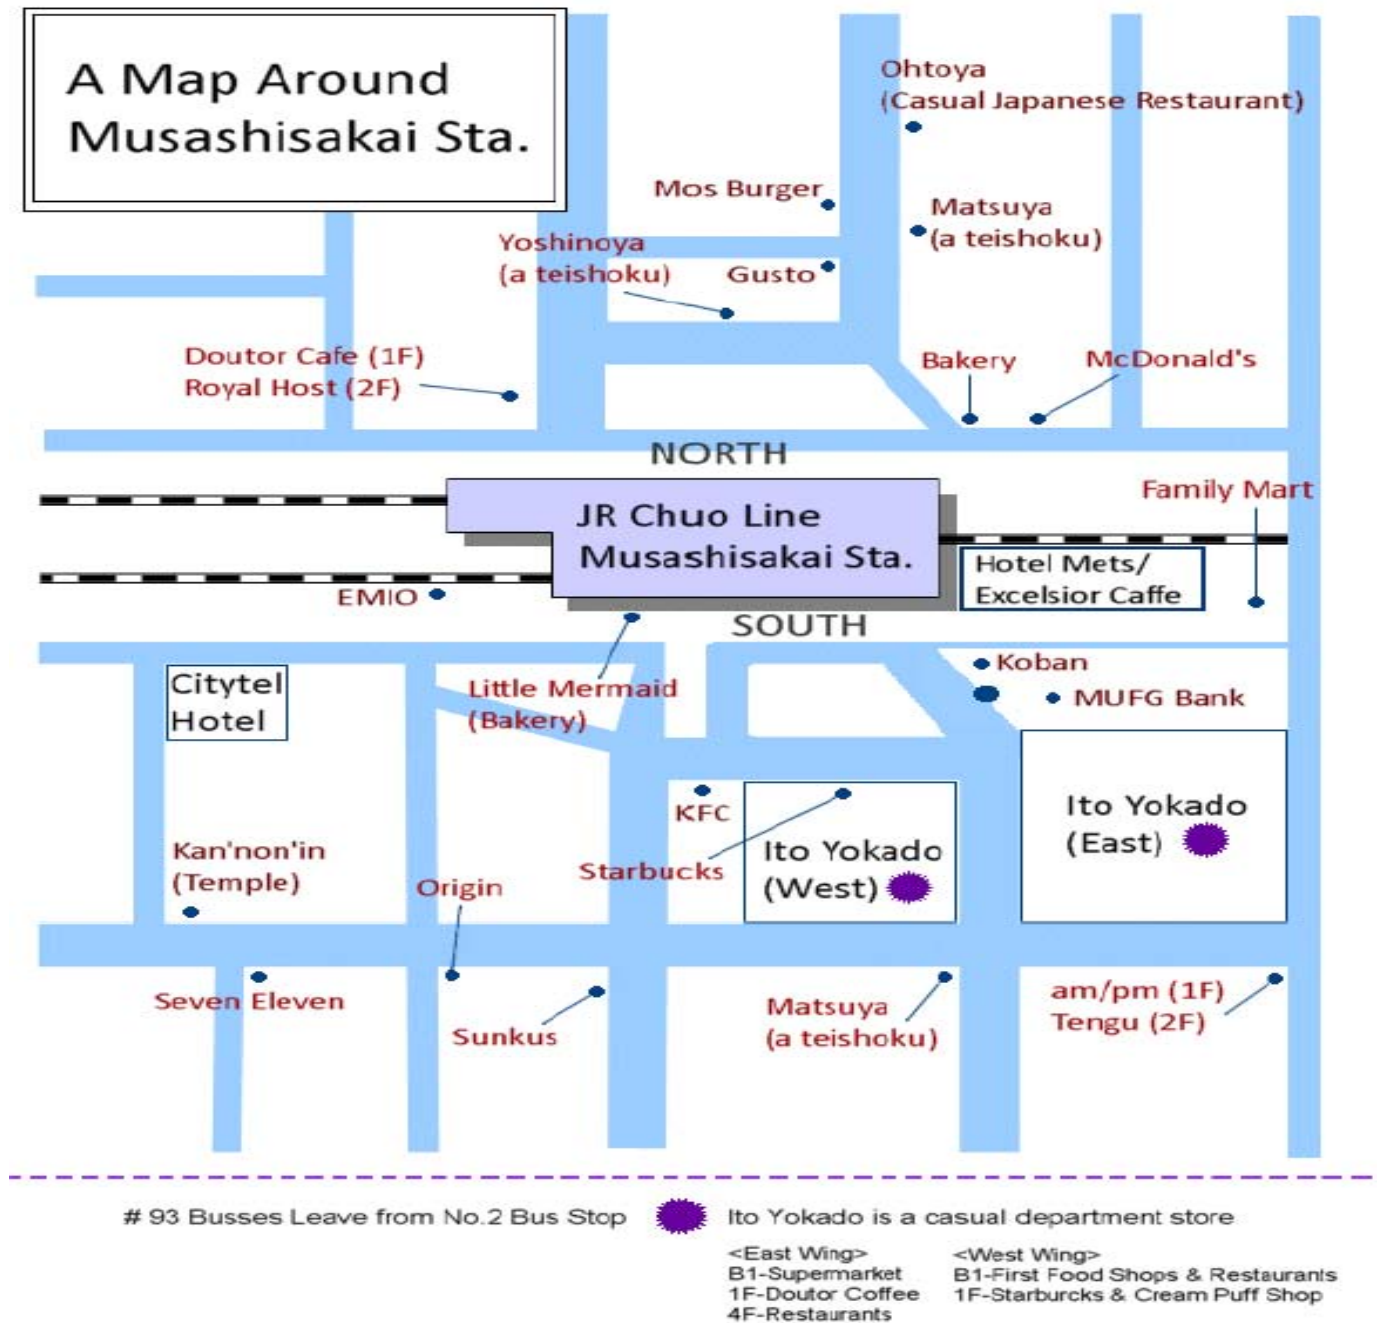 A Map Around
Musashisakai Sta.
Ohtoya
(Casual Japanese Restaurant)
Mos Burger
Matsuya
(a teishoku)
Yoshinoya
(a teishoku)
Gusto
Doutor Cafe (1F)
Royal Host (2F)
Bakery
McDonald's
NORTH
Family Mart
JR Chuo Line
Musashisakai Sta.
Hotel Mets/
Excelsior Caffe
EMIO
SOUTH
Koban
Citytel
Hotel
Little Mermaid
(Bakery)
MUFG Bank
KFC
Ito Yokado
(East)
Ito Yokado
(West)
Starbucks
Kan'non'in
(Temple)
Origin
Seven Eleven
Sunkus
Matsuya
(a teishoku)
am/pm (1F)
Tengu (2F)
# 93 Busses Leave from No.2 Bus Stop
Ito Yokado is a casual department store
<East Wing>
B1-Supermarket
1F-Doutor Coffee
4F-Restaurants
<West Wing>
B1-First Food Shops & Restaurants
1F-Starburcks & Cream Puff Shop